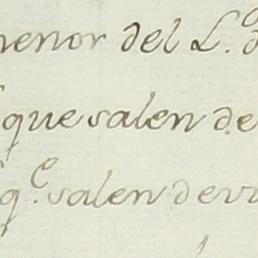 menor del L.
que salen de
q.e salen de